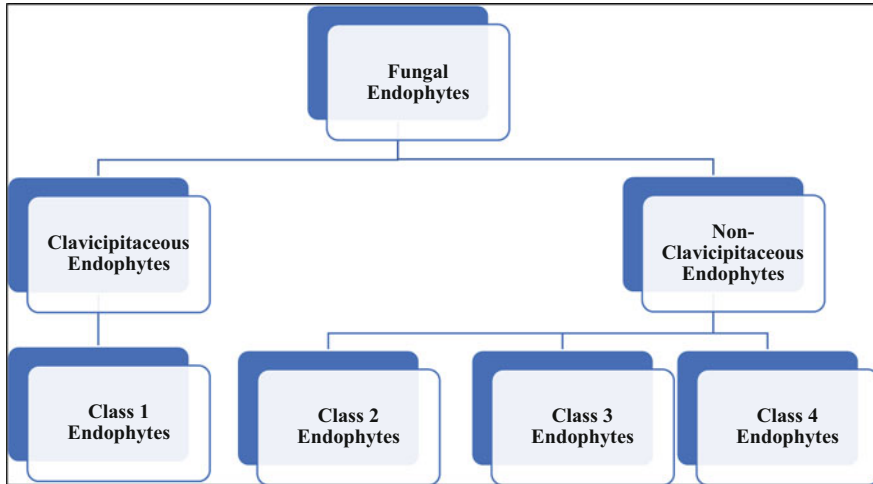 Fungal
Endophytes
Clavicipitaceous
Endophytes
Non-
Clavicipitaceous
Endophytes
Class 1
Endophytes
Class 2
Endophytes
Class 3
Endophytes
Class 4
Endophytes